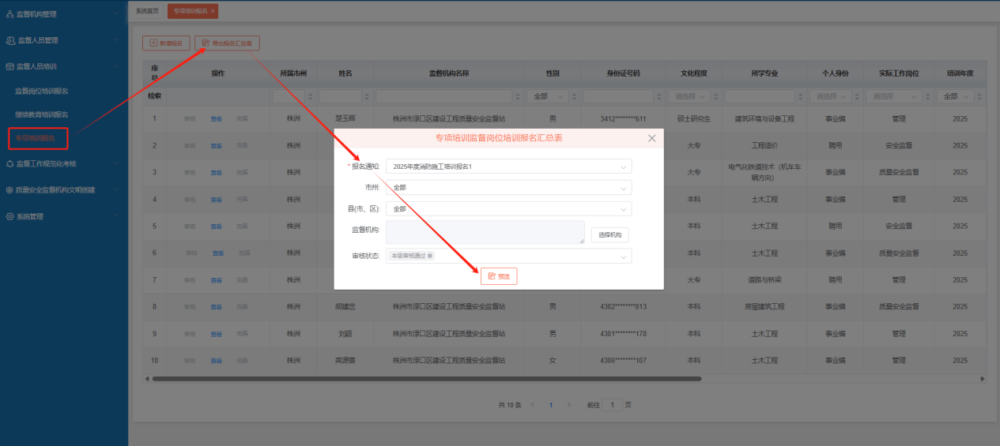 监督机构管理
监督人员管理
监督人员培训
监督岗位培训报名
继续教育培训报名
专项培训报名
监督工作规范化考核
质量安全监督机构文明创建
系统管理
系统首页 专项培训报名 ×
新增报名 导出报名汇总表
序号 操作 所属市州 姓名 监督机构名称 性别 身份证号码 文化程度 所学专业 个人身份 实际工作岗位 培训年度
检索 全部 请选择 请选择 请选择 全部
1 审核 查看 完善 株洲 楚玉辉 株洲市渌口区建设工程质量安全监督站 男 3412********611 硕士研究生 建筑环境与设备工程 事业编 管理 2025
2 审核 查看 完善 株洲 大专 工程造价 聘用 安全监督 2025
3 审核 查看 完善 株洲 大专 电气化铁道技术（机车车辆方向） 事业编 质量安全监督 2025
4 审核 查看 完善 株洲 本科 土木工程 事业编 管理 2025
5 审核 查看 完善 株洲 本科 土木工程 聘用 安全监督 2025
6 审核 查看 完善 株洲 本科 土木工程 事业编 质量安全监督 2025
7 审核 查看 完善 株洲 大专 道路与桥梁 聘用 管理 2025
8 审核 查看 完善 株洲 胡建忠 株洲市渌口区建设工程质量安全监督站 男 4302********013 本科 房屋建筑工程 事业编 质量安全监督 2025
9 审核 查看 完善 株洲 刘颖 株洲市渌口区建设工程质量安全监督站 男 4301********178 本科 土木工程 事业编 管理 2025
10 审核 查看 完善 株洲 高源蔓 株洲市渌口区建设工程质量安全监督站 女 4306********107 本科 土木工程 事业编 管理 2025
共 10 条 < 1 > 前往 1 页
专项培训监督岗位培训报名汇总表
* 报名通知: 2025年度消防施工培训报名1
市州: 全部
县(市、区): 全部
监督机构: 选择机构
审核状态: 本级审核通过
预览